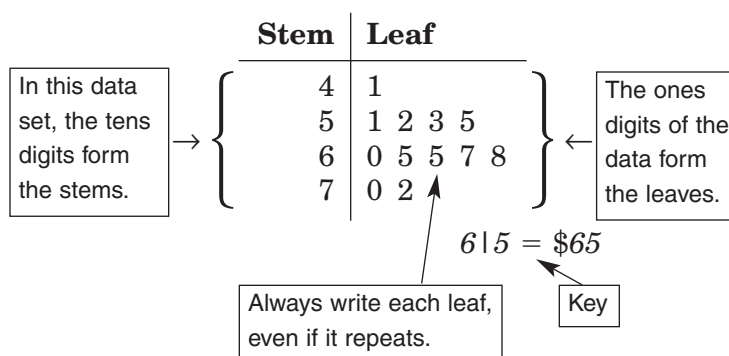 Stem Leaf
In this data
set, the tens
digits form
the stems.
4 1
5 1 2 3 5
6 0 5 5 7 8
7 0 2
The ones
digits of the
data form
the leaves.
6|5 = $65
Always write each leaf,
even if it repeats.
Key